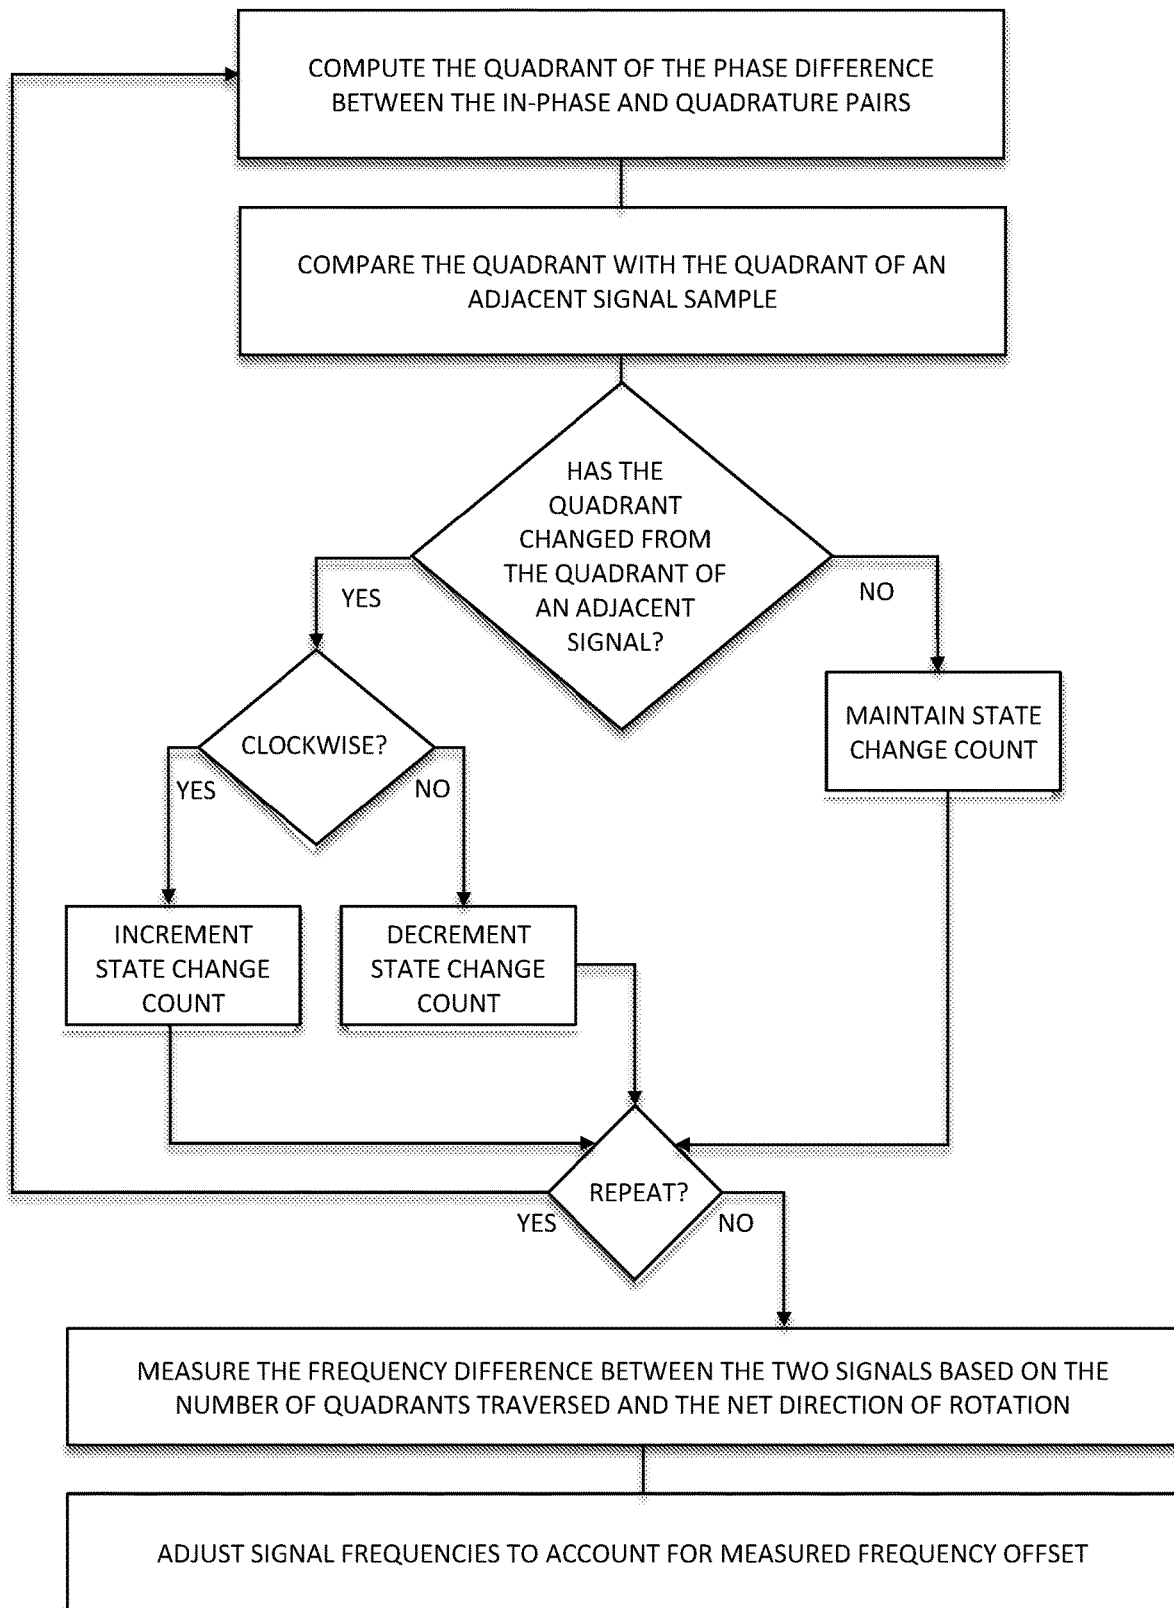 COMPUTE THE QUADRANT OF THE PHASE DIFFERENCE
BETWEEN THE IN-PHASE AND QUADRATURE PAIRS
COMPARE THE QUADRANT WITH THE QUADRANT OF AN
ADJACENT SIGNAL SAMPLE
HAS THE
QUADRANT
CHANGED FROM
THE QUADRANT OF
AN ADJACENT
SIGNAL?
YES
NO
CLOCKWISE?
YES
NO
MAINTAIN STATE
CHANGE COUNT
INCREMENT
STATE CHANGE
COUNT
DECREMENT
STATE CHANGE
COUNT
REPEAT?
YES
NO
MEASURE THE FREQUENCY DIFFERENCE BETWEEN THE TWO SIGNALS BASED ON THE
NUMBER OF QUADRANTS TRAVERSED AND THE NET DIRECTION OF ROTATION
ADJUST SIGNAL FREQUENCIES TO ACCOUNT FOR MEASURED FREQUENCY OFFSET